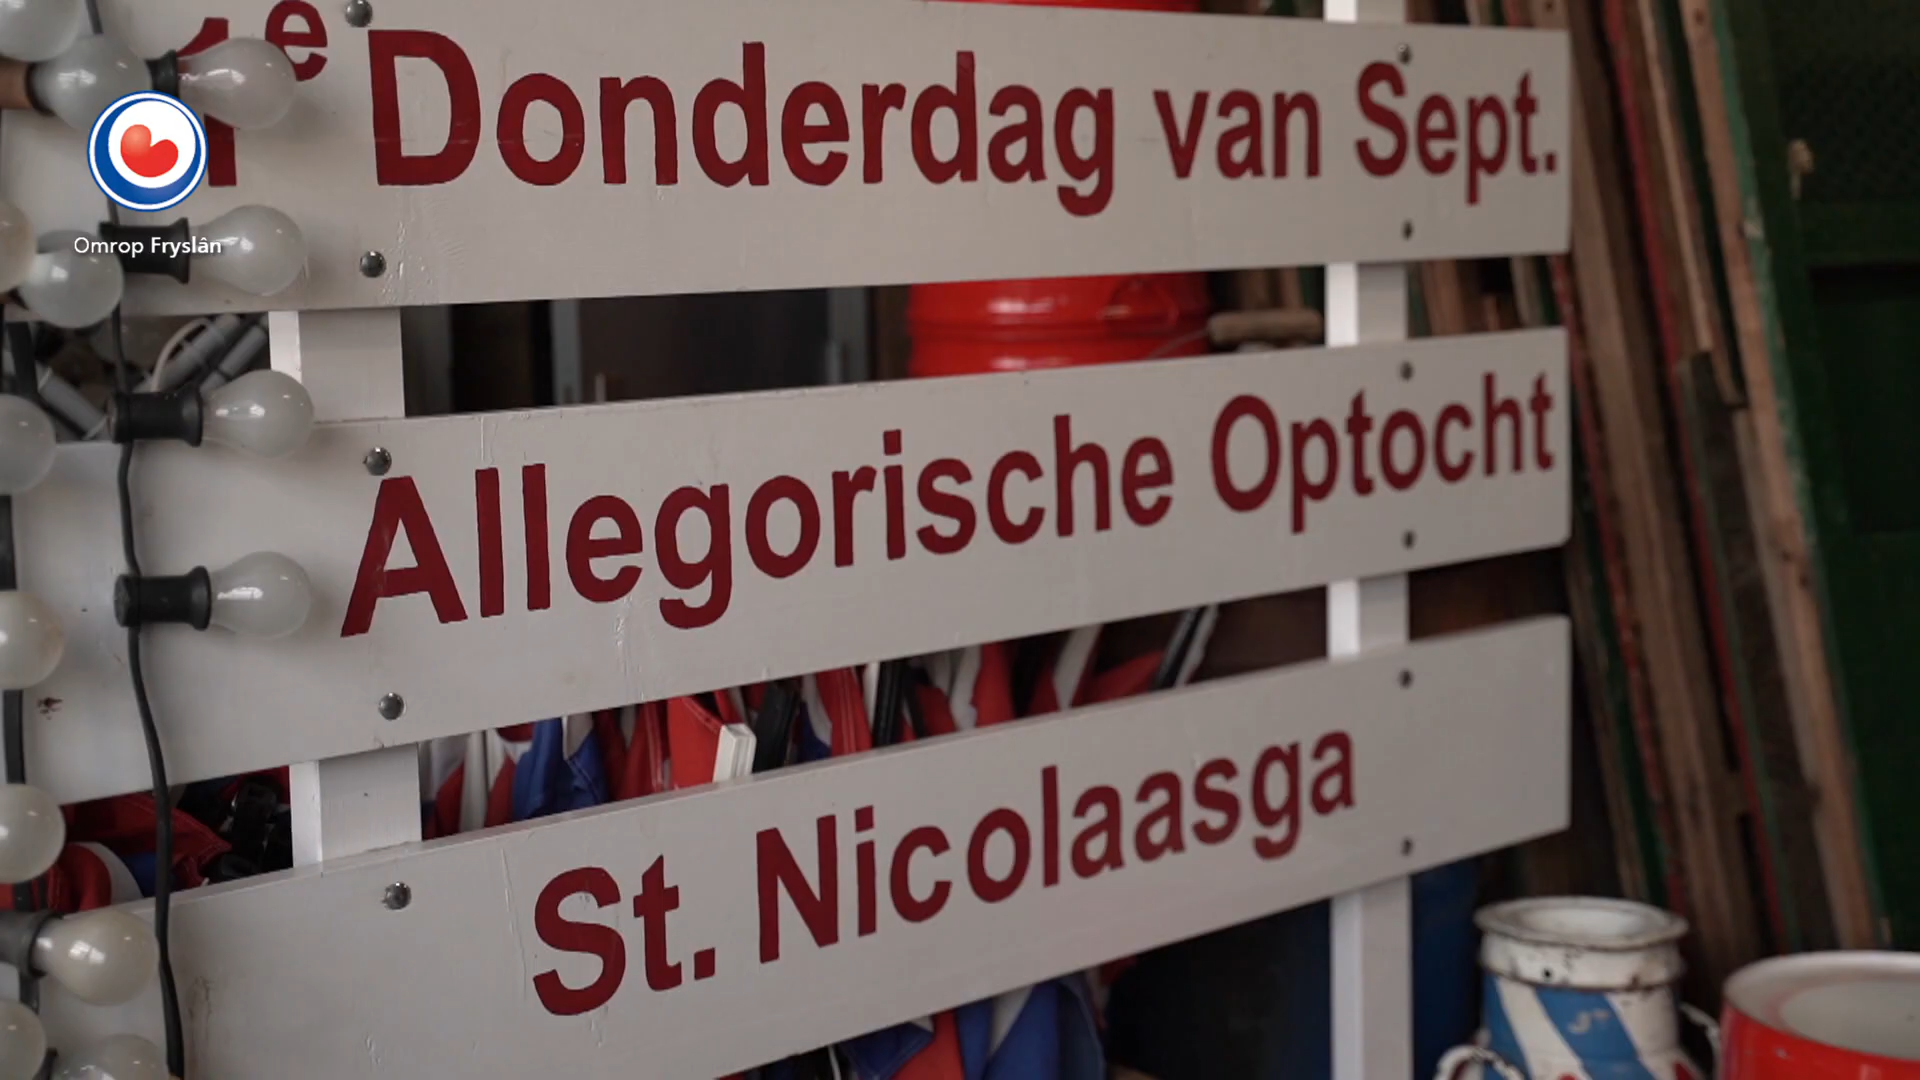 1e Donderdag van Sept.
Omrop Fryslân
Allegorische Optocht
St. Nicolaasga